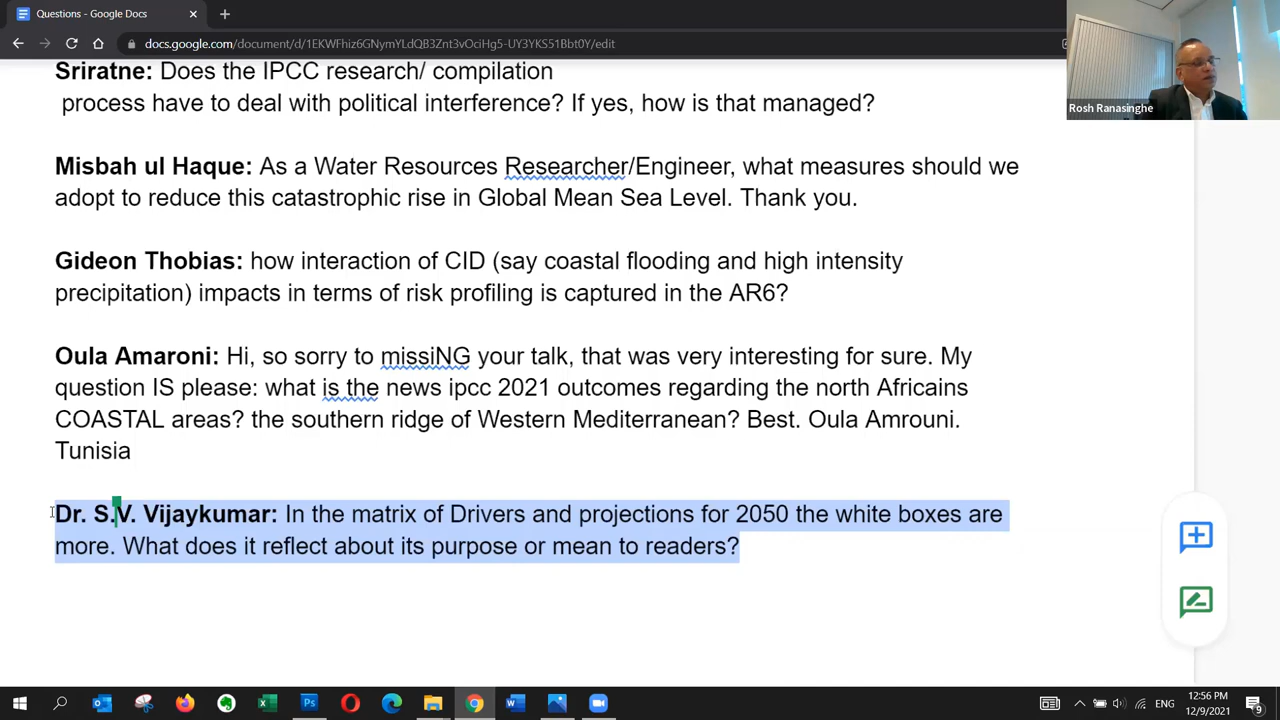 Questions - Google Docs
docs.google.com/document/d/1EKWFhiz6GNymYLdQB3Znt3vOciHg5-UY3YKS51Bbt0Y/edit
Rosh Ranasinghe
Sriratne: Does the IPCC research/ compilation
process have to deal with political interference? If yes, how is that managed?
Misbah ul Haque: As a Water Resources Researcher/Engineer, what measures should we
adopt to reduce this catastrophic rise in Global Mean Sea Level. Thank you.
Gideon Thobias: how interaction of CID (say coastal flooding and high intensity
precipitation) impacts in terms of risk profiling is captured in the AR6?
Oula Amaroni: Hi, so sorry to missiNG your talk, that was very interesting for sure. My
question IS please: what is the news ipcc 2021 outcomes regarding the north Africains
COASTAL areas? the southern ridge of Western Mediterranean? Best. Oula Amrouni.
Tunisia
Dr. S.V. Vijaykumar: In the matrix of Drivers and projections for 2050 the white boxes are
more. What does it reflect about its purpose or mean to readers?
ENG
12:56 PM
12/9/2021
9